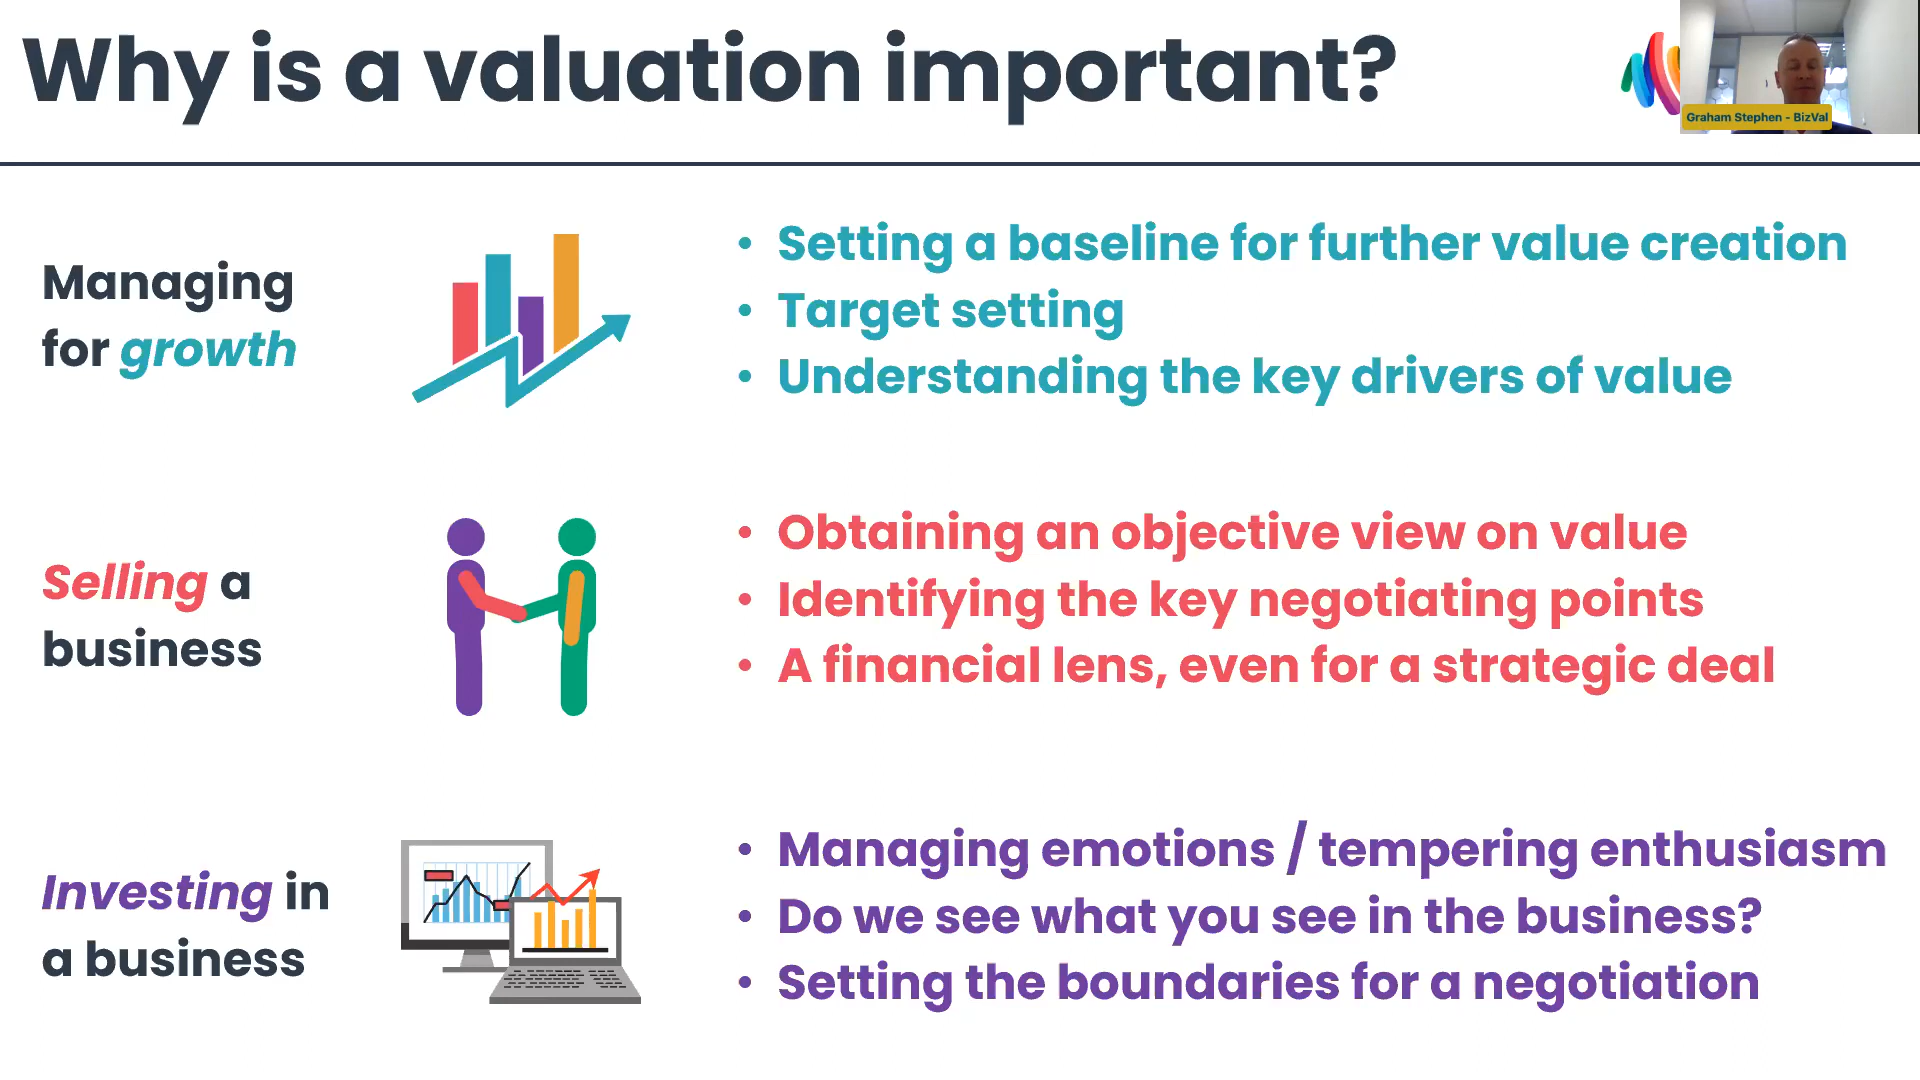 Why is a valuation important?
Graham Stephen - BizVal
Managing
for growth
• Setting a baseline for further value creation
• Target setting
• Understanding the key drivers of value
Selling a
business
• Obtaining an objective view on value
• Identifying the key negotiating points
• A financial lens, even for a strategic deal
Investing in
a business
• Managing emotions / tempering enthusiasm
• Do we see what you see in the business?
• Setting the boundaries for a negotiation